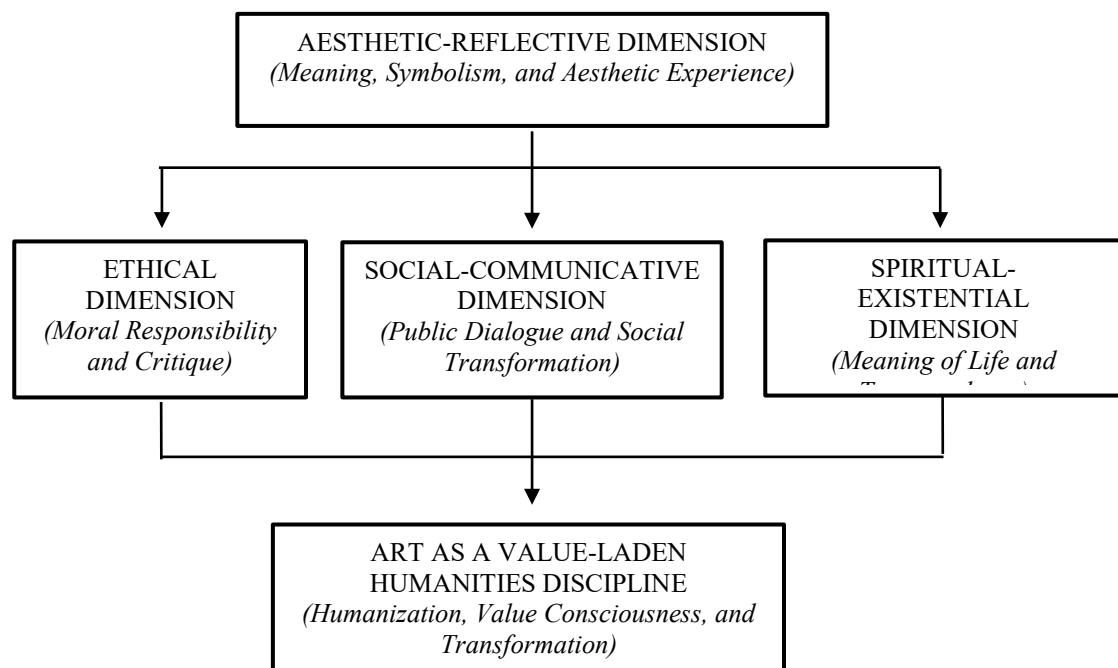 AESTHETIC-REFLECTIVE DIMENSION
(Meaning, Symbolism, and Aesthetic Experience)
ETHICAL
DIMENSION
(Moral Responsibility
and Critique)
SOCIAL-COMMUNICATIVE
DIMENSION
(Public Dialogue and Social
Transformation)
SPIRITUAL-
EXISTENTIAL
DIMENSION
(Meaning of Life and
ART AS A VALUE-LADEN
HUMANITIES DISCIPLINE
(Humanization, Value Consciousness, and
Transformation)